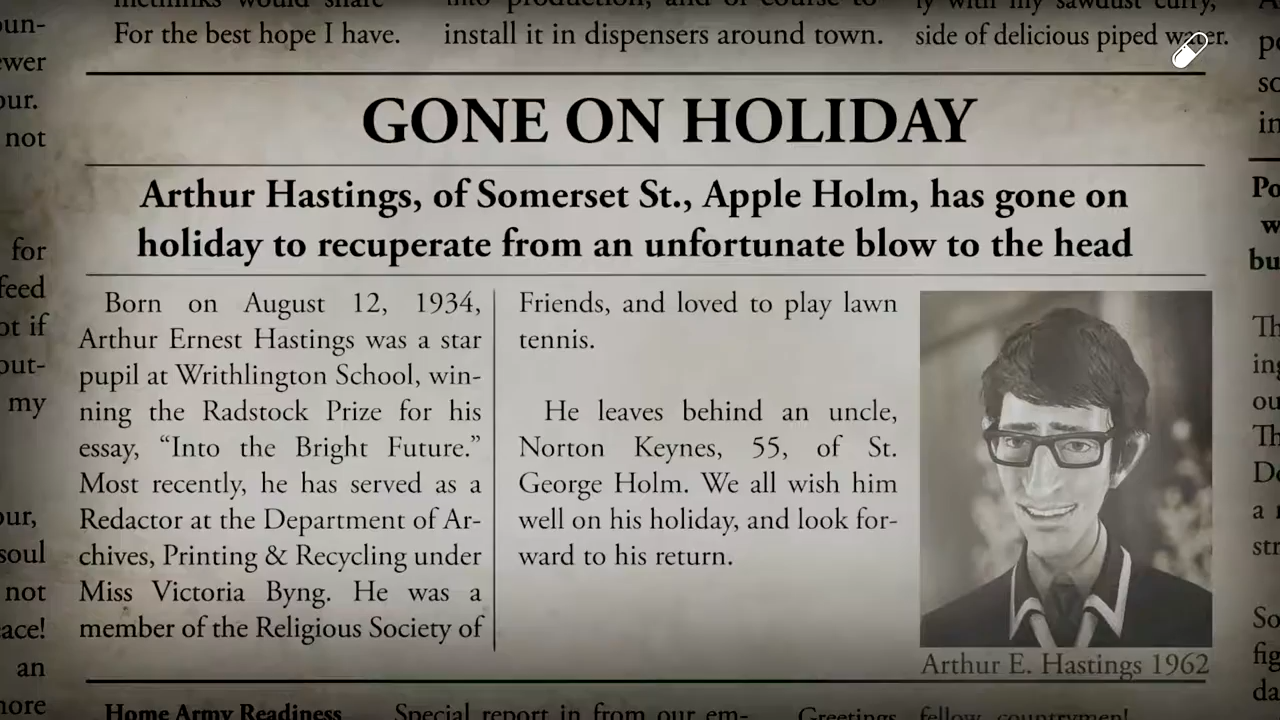 For the best hope I have.
install it in dispensers around town.
side of delicious piped water.
GONE ON HOLIDAY
Arthur Hastings, of Somerset St., Apple Holm, has gone on
holiday to recuperate from an unfortunate blow to the head
Born on August 12, 1934,
Arthur Ernest Hastings was a star
pupil at Writhlington School, win-
ning the Radstock Prize for his
essay, “Into the Bright Future.”
Most recently, he has served as a
Redactor at the Department of Ar-
chives, Printing & Recycling under
Miss Victoria Byng. He was a
member of the Religious Society of
Friends, and loved to play lawn
tennis.
He leaves behind an uncle,
Norton Keynes, 55, of St.
George Holm. We all wish him
well on his holiday, and look for-
ward to his return.
Arthur E. Hastings 1962
not
for
my
soul
not
an
Home Army Readiness
Special report in from our em-
Greetings, fellow countrymen!